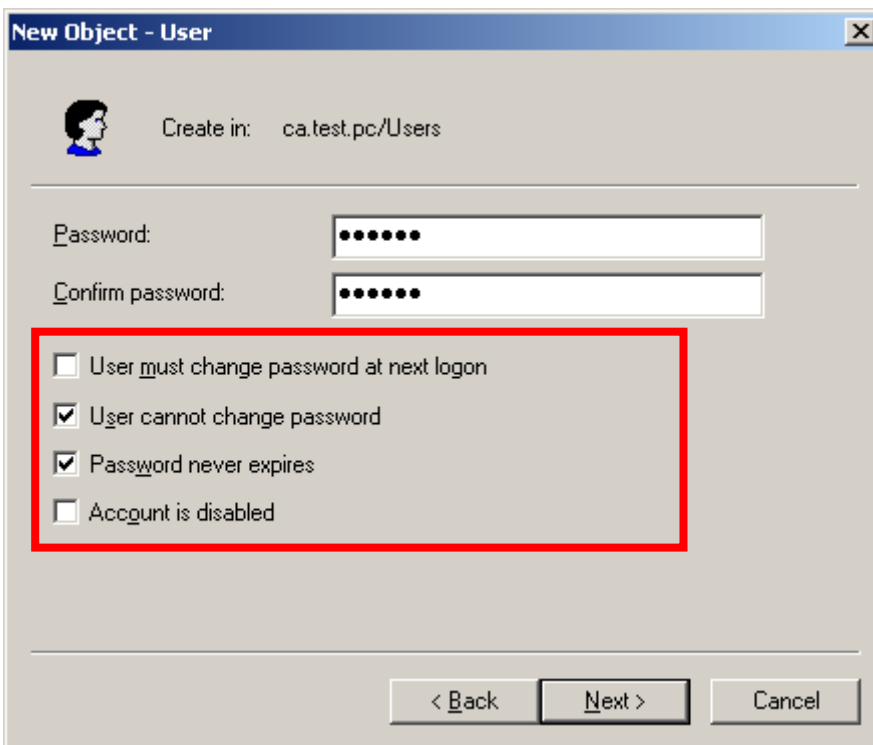 New Object - User
Create in: ca.test.pc/Users
Password: ●●●●●●
Confirm password: ●●●●●●
User must change password at next logon
User cannot change password
Password never expires
Account is disabled
< Back Next > Cancel